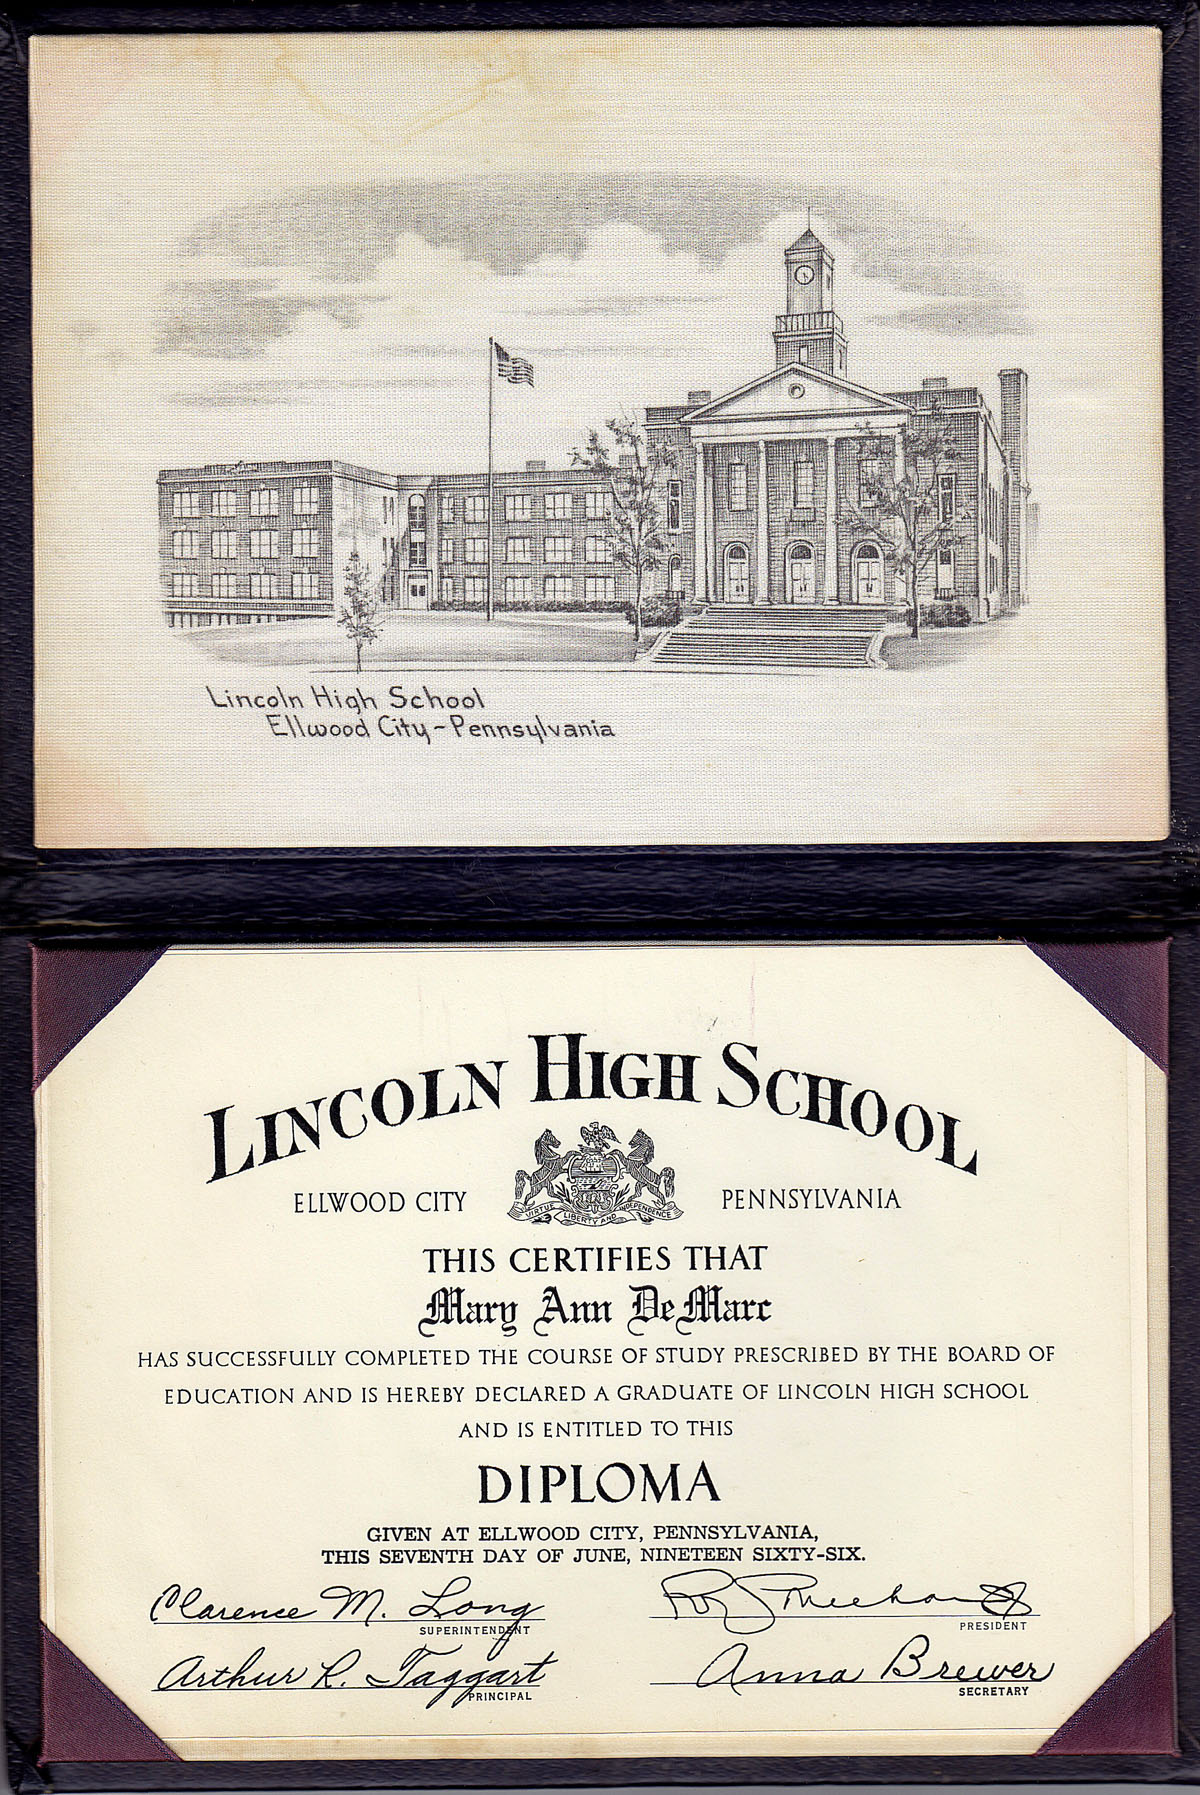 Lincoln High School
Ellwood City-Pennsylvania
LINCOLN HIGH SCHOOL
ELLWOOD CITY PENNSYLVANIA
VIRTUE LIBERTY AND INDEPENDENCE
THIS CERTIFIES THAT
Mary Ann DeMarc
HAS SUCCESSFULLY COMPLETED THE COURSE OF STUDY PRESCRIBED BY THE BOARD OF
EDUCATION AND IS HEREBY DECLARED A GRADUATE OF LINCOLN HIGH SCHOOL
AND IS ENTITLED TO THIS
DIPLOMA
GIVEN AT ELLWOOD CITY, PENNSYLVANIA,
THIS SEVENTH DAY OF JUNE, NINETEEN SIXTY-SIX.
Clarence M. Long
SUPERINTENDENT PRESIDENT
Arthur R. Taggart Anna Brewer
PRINCIPAL SECRETARY